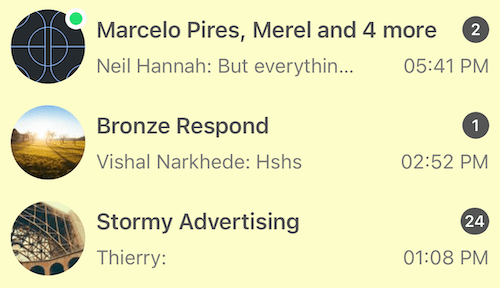 Marcelo Pires, Merel and 4 more 2
Neil Hannah: But everythin... 05:41 PM
Bronze Respond 1
Vishal Narkhede: Hshs 02:52 PM
Stormy Advertising 24
Thierry: 01:08 PM